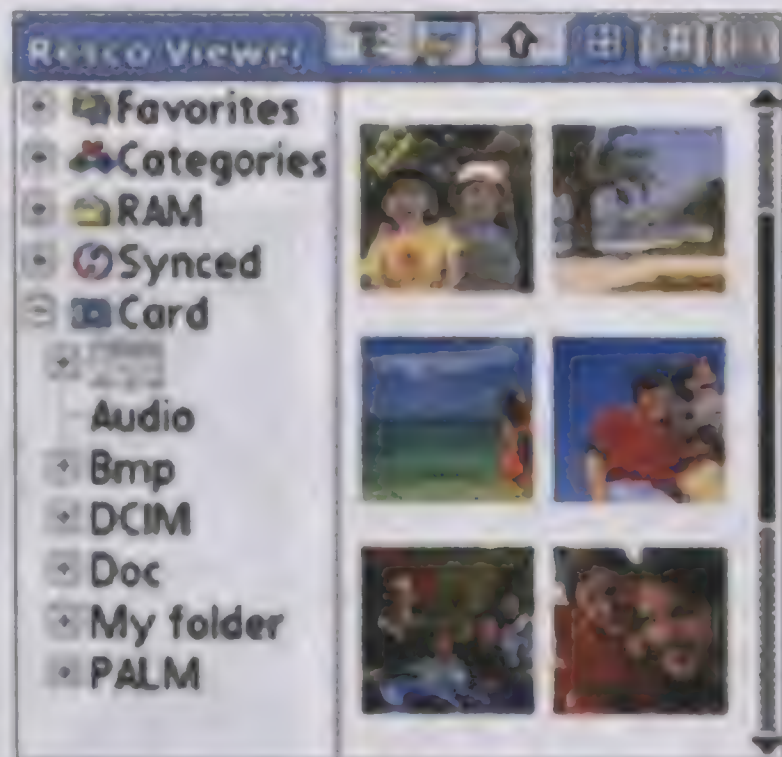 Resco Viewer
Favorites
Categories
RAM
Synced
Card
Audio
Bmp
DCIM
Doc
My folder
PALM